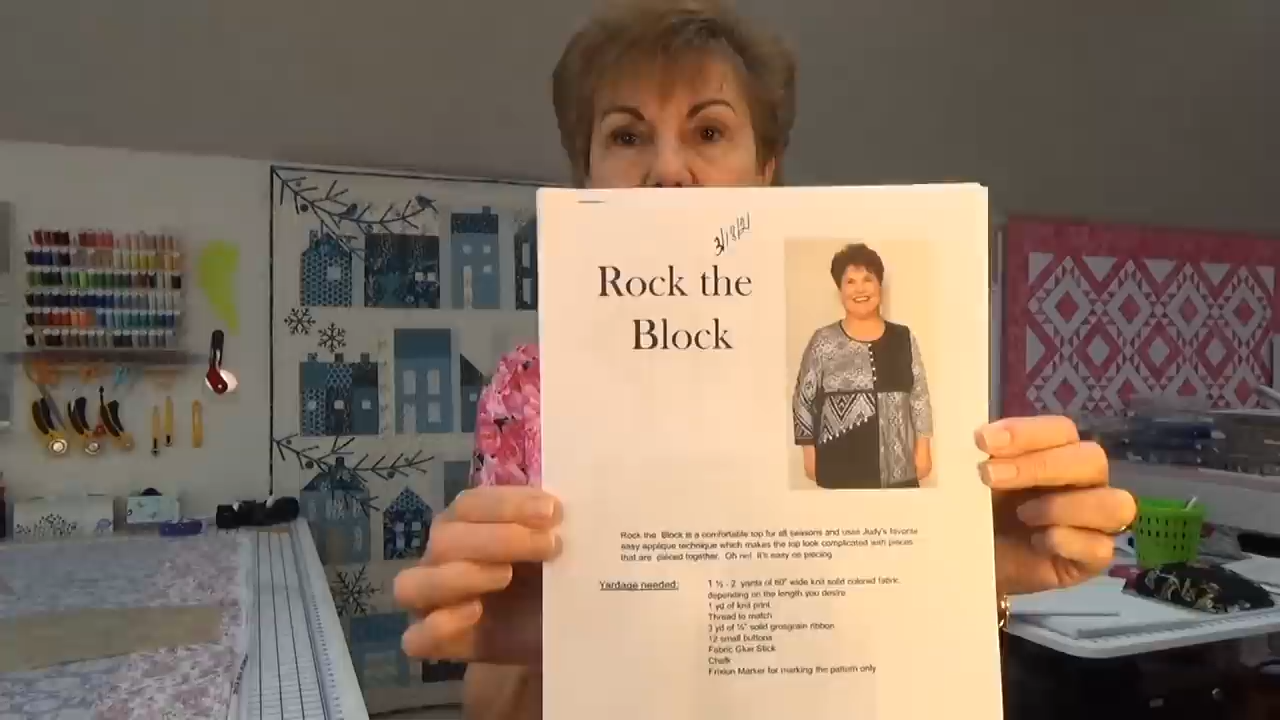 3/13/21
Rock the
Block
Rock the Block is a comfortable top for all seasons and uses Judy's favorite
easy applique technique which makes the top look complicated with pieces
that are pieced together. Oh no! It's easy on piecing
Yardage needed:
1 ½ - 2 yards of 60" wide knit solid colored fabric,
depending on the length you desire
1 yd of knit print
Thread to match
3 yd of ⅜" solid grosgrain ribbon
12 small buttons
Fabric Glue Stick
Chalk
Frixion Marker for marking the pattern only